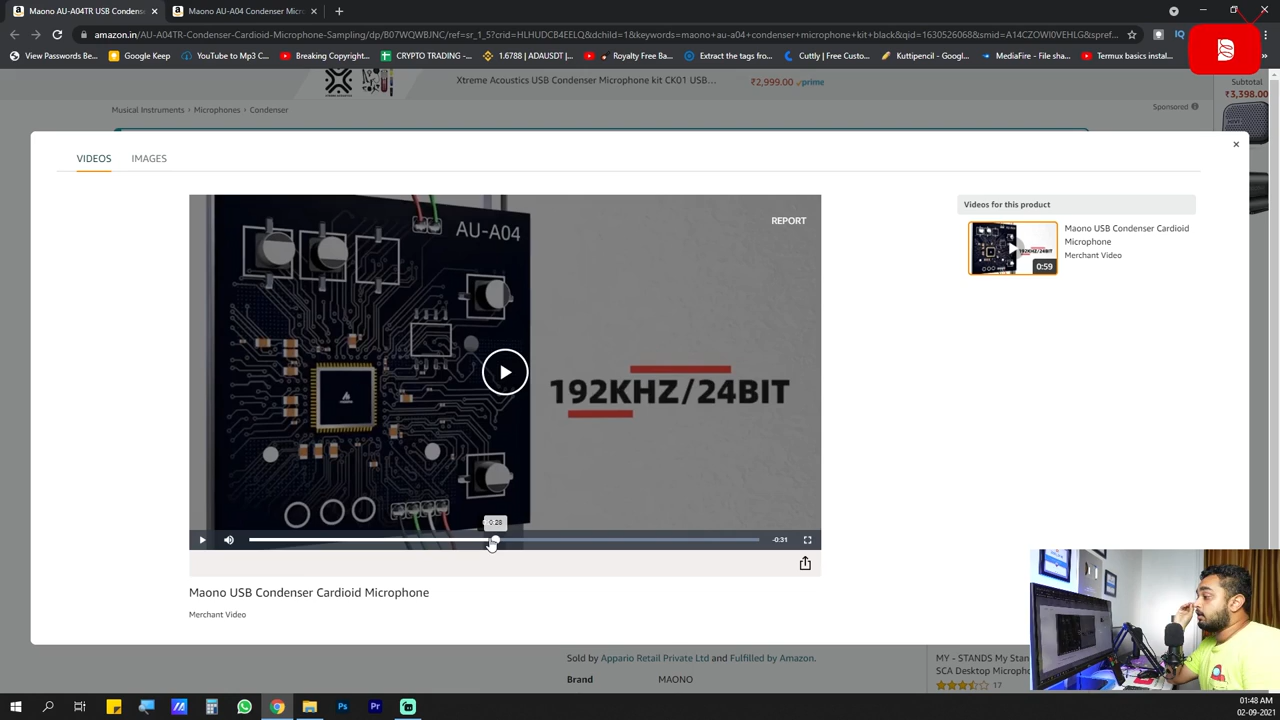 Maono AU-A04TR USB Condense
Maono AU-A04 Condenser Micr
amazon.in/AU-A04TR-Condenser-Cardioid-Microphone-Sampling/dp/B07WQWBJNC/ref=sr_1_5?crid=HLHUDCB4EELQ&dchild=1&keywords=maono+au-a04+condenser+microphone+kit+black&qid=1630526068&smid=A14CZOWI0VEHLG&spref...
View Passwords Be... Google Keep YouTube to Mp3 C... Breaking Copyright... CRYPTO TRADING -... 1.6788 BADAUSDT |... Royalty Free Ba... Extract the tags fro... Cuttly | Free Custo... Kuttipencil - Googl... MediaFire - File sha... Termux basics instal...
Xtreme Acoustics USB Condenser Microphone kit CK01 USB...
₹2,999.00 prime
Subtotal
₹3,398.00
Musical Instruments › Microphones › Condenser
Sponsored
VIDEOS IMAGES
×
AU-A04
REPORT
192KHZ/24BIT
0:28
-0:31
Videos for this product
Maono USB Condenser Cardioid
Microphone
Merchant Video
192KHZ/24BIT
0:59
Maono USB Condenser Cardioid Microphone
Merchant Video
Sold by Appario Retail Private Ltd and Fulfilled by Amazon.
Brand MAONO
MY - STANDS My Stan
SCA Desktop Microph
17
01:48 AM
02-09-2021